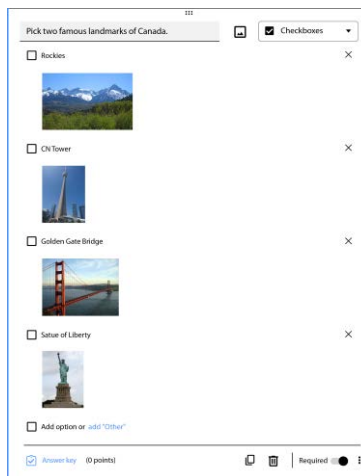 Pick two famous landmarks of Canada.
Checkboxes
Rockies
CN Tower
Golden Gate Bridge
Satue of Liberty
Add option or add "Other"
Answer key (0 points)
Required